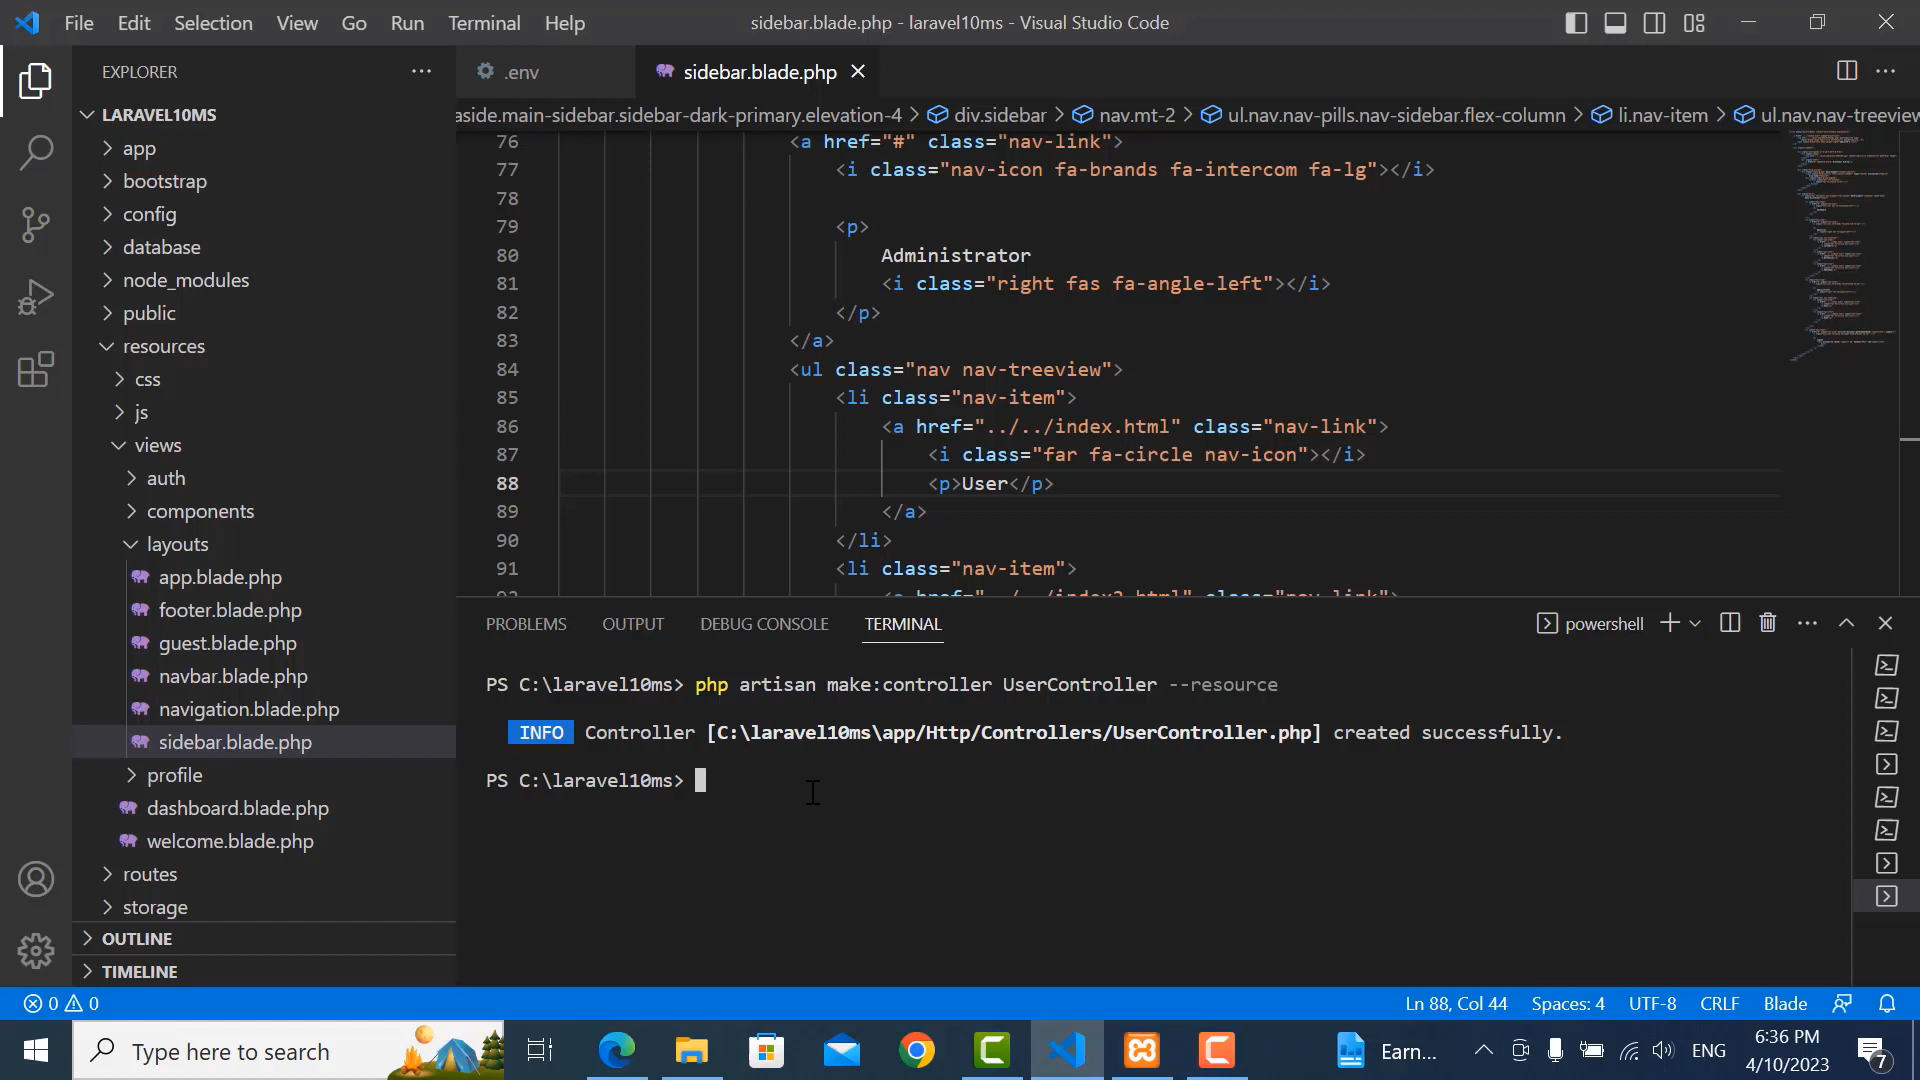 File Edit Selection View Go Run Terminal Help
sidebar.blade.php - laravel10ms - Visual Studio Code
EXPLORER
.env
sidebar.blade.php
LARAVEL10MS
aside.main-sidebar.sidebar-dark-primary.elevation-4 > div.sidebar > nav.mt-2 > ul.nav.nav-pills.nav-sidebar.flex-column > li.nav-item > ul.nav.nav-treeview
app
bootstrap
config
database
node_modules
public
resources
css
js
views
auth
components
layouts
app.blade.php
footer.blade.php
guest.blade.php
navbar.blade.php
navigation.blade.php
sidebar.blade.php
profile
dashboard.blade.php
welcome.blade.php
routes
storage
OUTLINE
TIMELINE
76 <a href="#" class="nav-link">
77 <i class="nav-icon fa-brands fa-intercom fa-lg"></i>
78
79 <p>
80 Administrator
81 <i class="right fas fa-angle-left"></i>
82 </p>
83 </a>
84 <ul class="nav nav-treeview">
85 <li class="nav-item">
86 <a href="../../index.html" class="nav-link">
87 <i class="far fa-circle nav-icon"></i>
88 <p>User</p>
89 </a>
90 </li>
91 <li class="nav-item">
92 <a href="../../index2.html" class="nav-link">
PROBLEMS OUTPUT DEBUG CONSOLE TERMINAL
powershell
PS C:\laravel10ms> php artisan make:controller UserController --resource
INFO Controller [C:\laravel10ms\app/Http/Controllers/UserController.php] created successfully.
PS C:\laravel10ms>
0 0
Ln 88, Col 44 Spaces: 4 UTF-8 CRLF Blade
Type here to search
Earn...
ENG
6:36 PM
4/10/2023
7